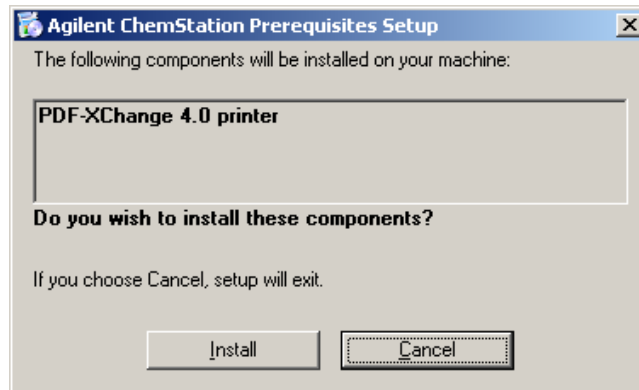 Agilent ChemStation Prerequisites Setup
The following components will be installed on your machine:
PDF-XChange 4.0 printer
Do you wish to install these components?
If you choose Cancel, setup will exit.
Install Cancel